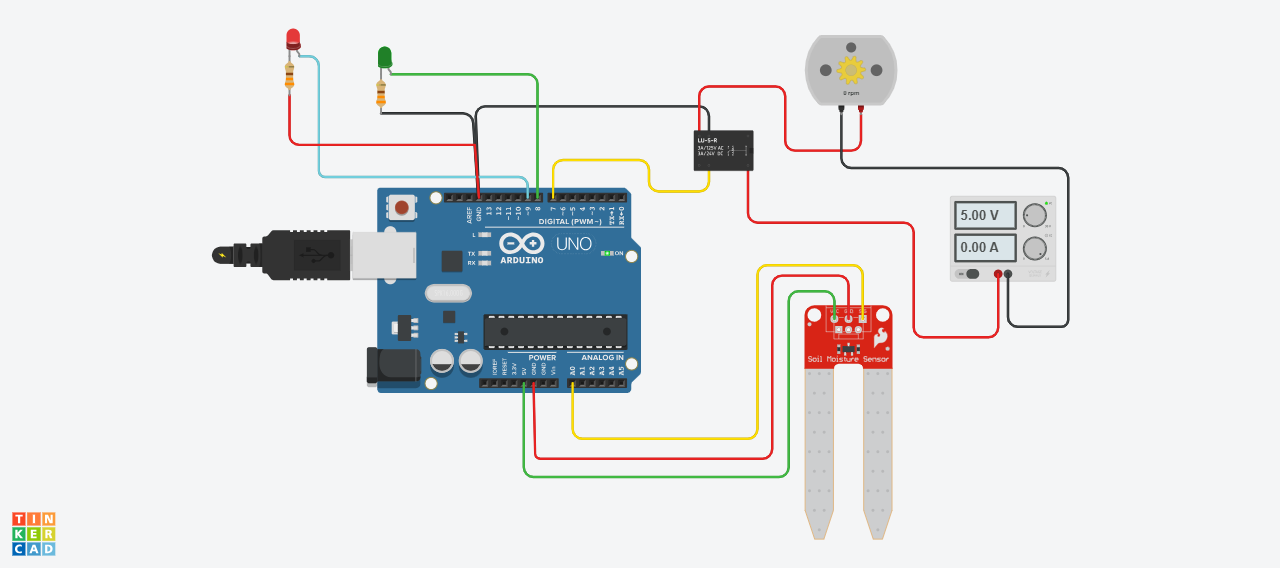 0 rpm
LU-5-R
3A/125V AC
3A/24V DC
AREF
GND
13
12
~11
~10
~9
8
7
~6
~5
4
~3
2
TX→1
RX←0
DIGITAL (PWM~)
L
TX
RX
ARDUINO
UNO
ON
5.00 V
0.00 A
POWER
ANALOG IN
IOREF
RESET
3.3V
5V
GND
GND
Vin
A0
A1
A2
A3
A4
A5
Soil Moisture Sensor
TIN
KER
CAD